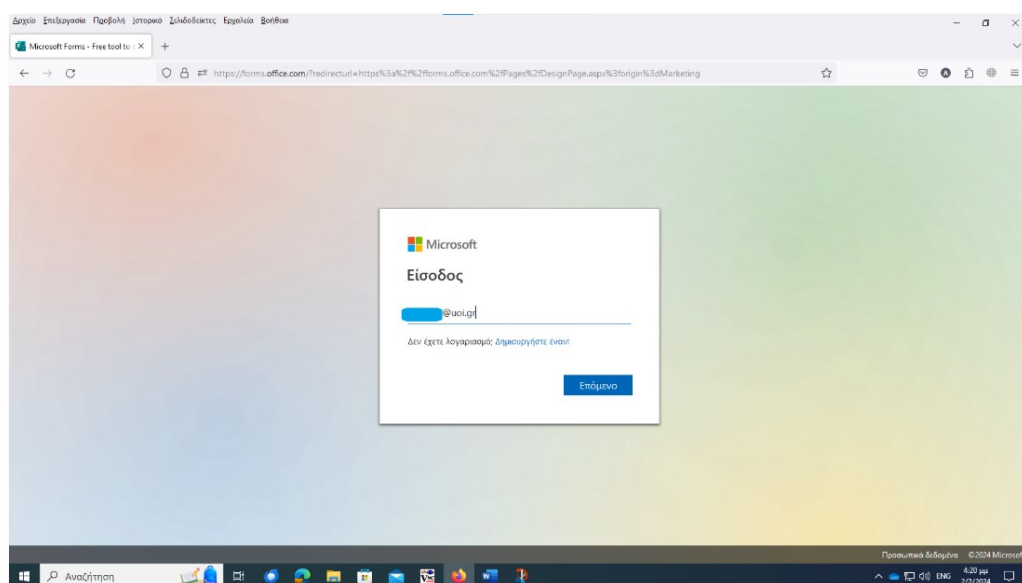 Αρχείο Επεξεργασία Προβολή Ιστορικό Σελιδοδείκτες Εργαλεία Βοήθεια
Microsoft Forms - Free tool to
https://forms.office.com/?redirecturl=https%3a%2f%2fforms.office.com%2fPages%2fDesignPage.aspx%3forigin%3dMarketing
Microsoft
Είσοδος
@uoi.gr
Δεν έχετε λογαριασμό; Δημιουργήστε έναν!
Επόμενο
Προσωπικά δεδομένα ©2024 Microsof
Αναζήτηση
ENG
4:20 μμ
2/2/2024